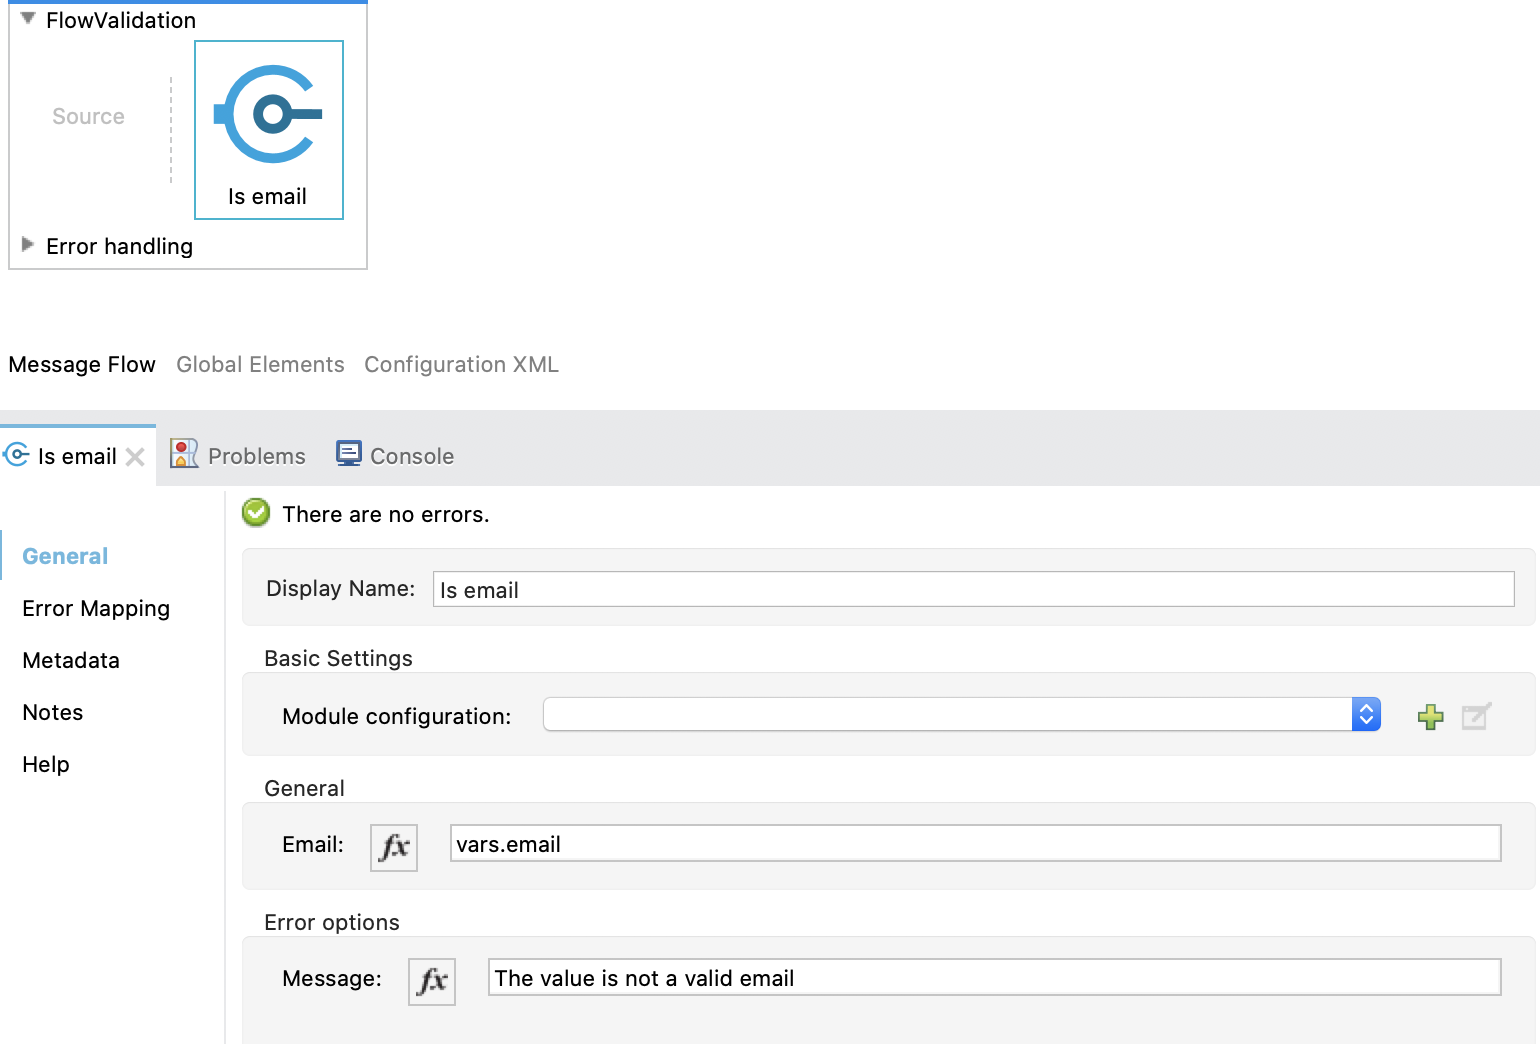 FlowValidation
Source
Is email
Error handling
Message Flow Global Elements Configuration XML
Is email Problems Console
There are no errors.
General
Error Mapping
Metadata
Notes
Help
Display Name: Is email
Basic Settings
Module configuration:
General
Email: fx vars.email
Error options
Message: fx The value is not a valid email